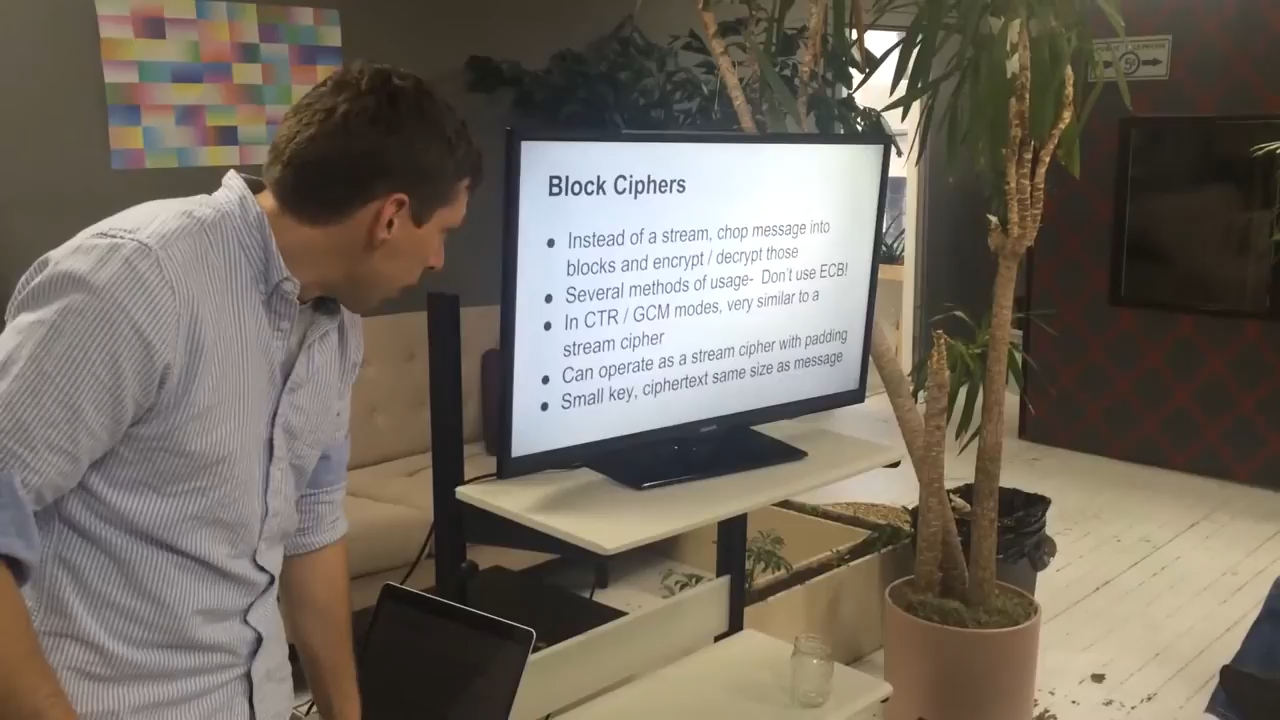 Block Ciphers
● Instead of a stream, chop message into
blocks and encrypt / decrypt those
● Several methods of usage- Don't use ECB!
● In CTR / GCM modes, very similar to a
stream cipher
● Can operate as a stream cipher with padding
● Small key, ciphertext same size as message